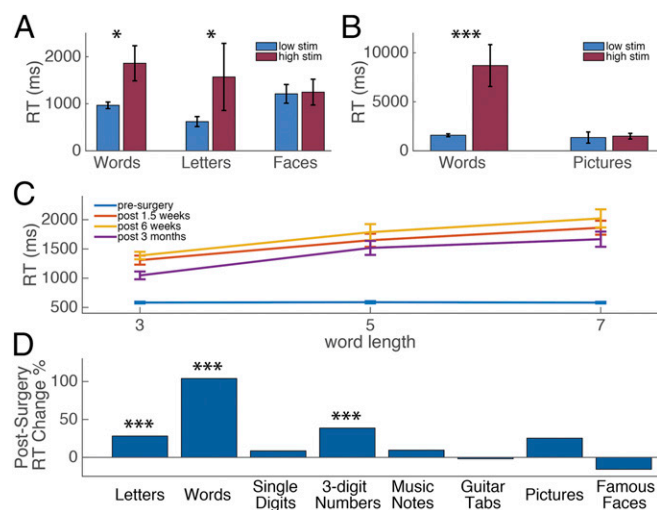 A
* *
low stim
high stim
2000
1000
0
RT (ms)
Words Letters Faces
B
***
low stim
high stim
10000
5000
0
RT (ms)
Words Pictures
C
pre-surgery
post 1.5 weeks
post 6 weeks
post 3 months
2000
1500
1000
500
RT
(ms)
3 5 7
word length
D
*** *** ***
100
50
0
Post-Surgery
RT Change %
Letters Words Single Digits 3-digit Numbers Music Notes Guitar Tabs Pictures Famous Faces